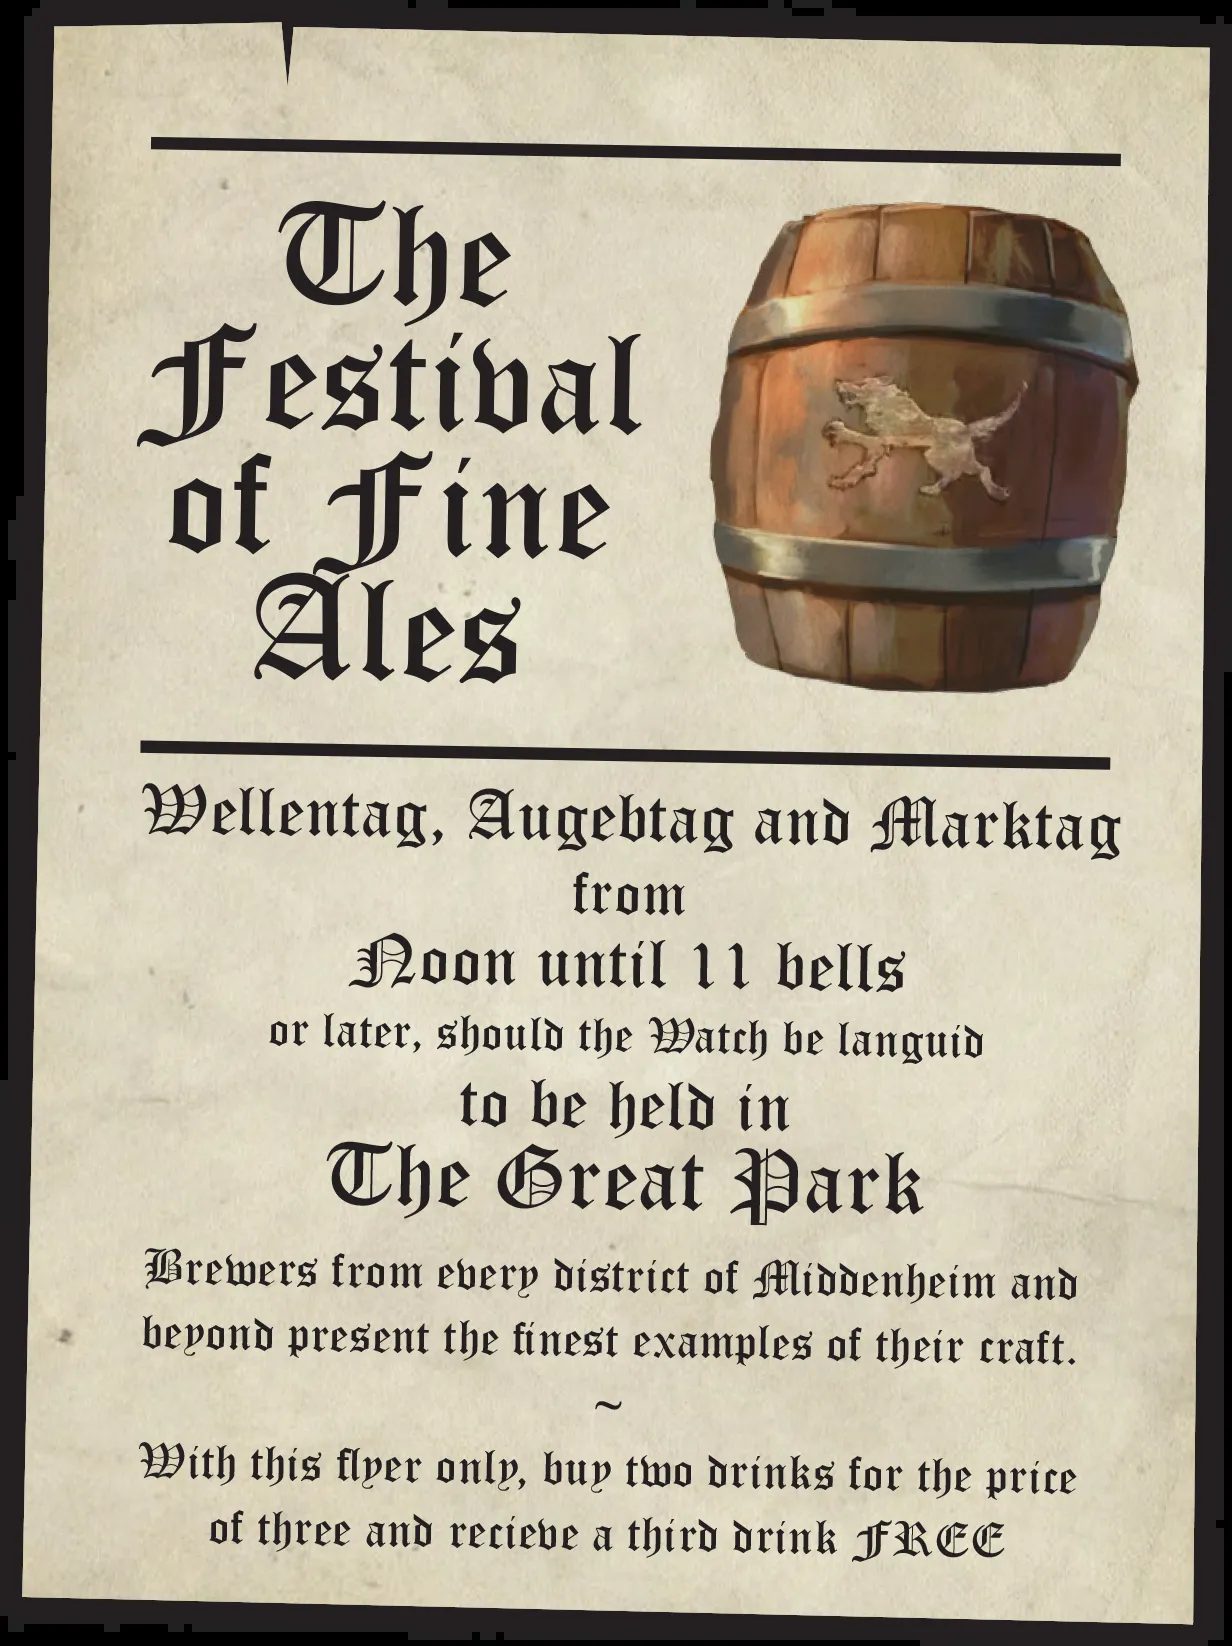 The
Festival
of Fine
Ales
Wellentag, Augebtag and Marktag
from
Noon until 11 bells
or later, should the Watch be languid
to be held in
The Great Park
Brewers from every district of Middenheim and
beyond present the finest examples of their craft.
~
With this flyer only, buy two drinks for the price
of three and recieve a third drink FREE